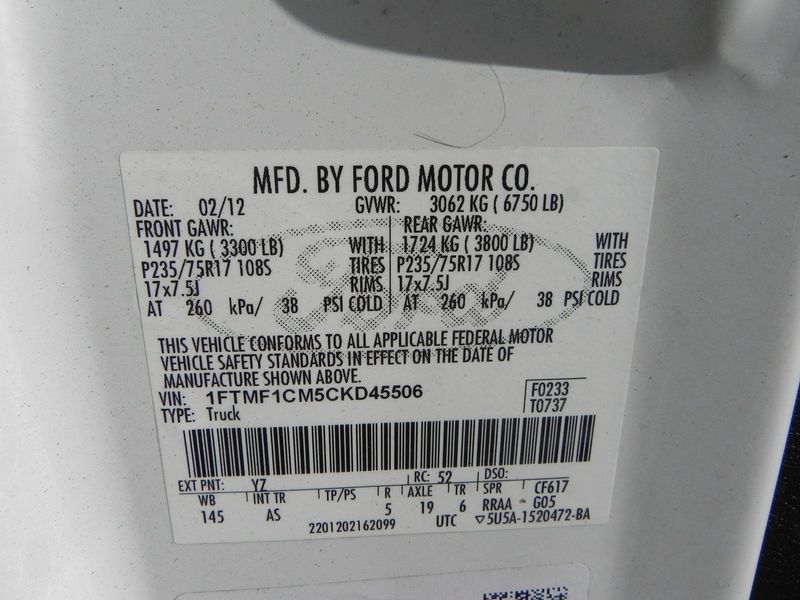 MFD. BY FORD MOTOR CO.
DATE: 02/12 GVWR: 3062 KG ( 6750 LB)
FRONT GAWR: REAR GAWR:
1497 KG ( 3300 LB) WITH 1724 KG ( 3800 LB) WITH
P235/75R17 108S TIRES P235/75R17 108S TIRES
17x7.5J RIMS 17x7.5J RIMS
AT 260 kPa/ 38 PSI COLD AT 260 kPa/ 38 PSI COLD
Ford
THIS VEHICLE CONFORMS TO ALL APPLICABLE FEDERAL MOTOR
VEHICLE SAFETY STANDARDS IN EFFECT ON THE DATE OF
MANUFACTURE SHOWN ABOVE.
VIN: 1FTMF1CM5CKD45506 F0233
TYPE: Truck T0737
EXT PNT: YZ RC: 52 DSO:
WB INT TR TP/PS R AXLE TR SPR CF617
145 AS 5 19 6 RRAA G05
2201202162099 UTC ▽5U5A-1520472-BA